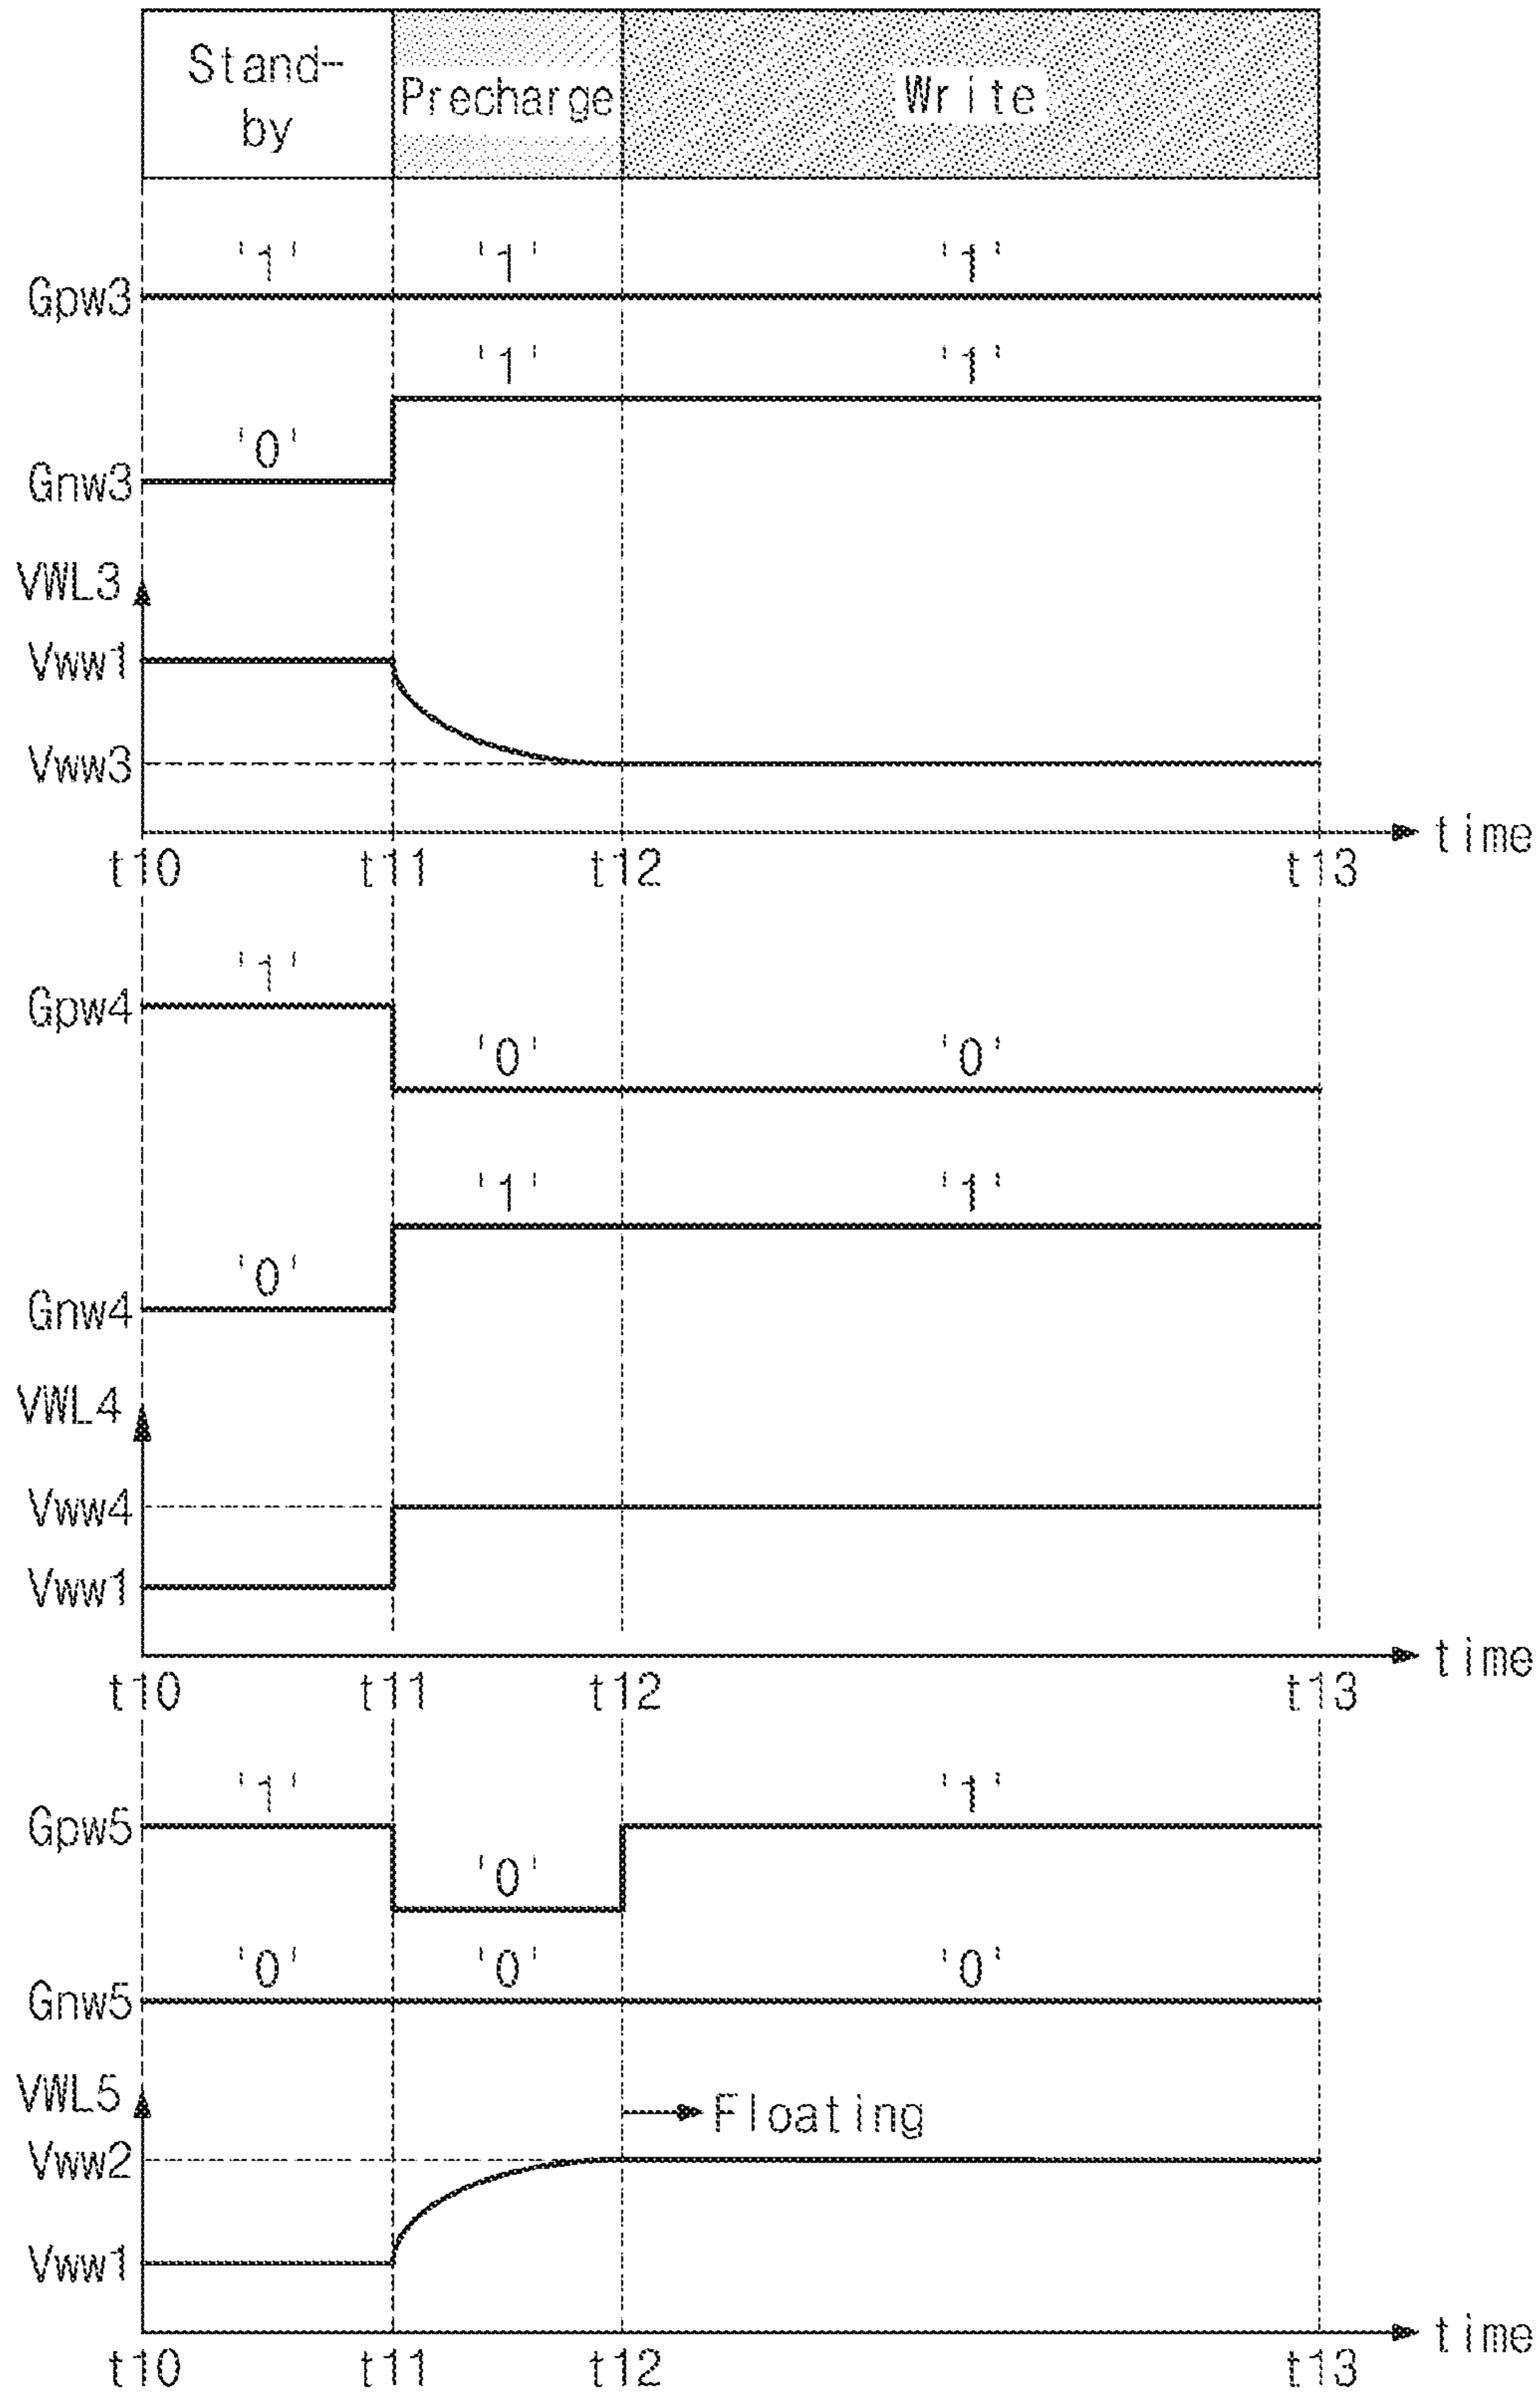 Stand-
by
Precharge
Write
'1' '1' '1'
Gpw3
'1' '1'
'0'
Gnw3
VWL3
Vww1
Vww3
time
t10 t11 t12 t13
'1'
Gpw4
'0' '0'
'1' '1'
'0'
Gnw4
VWL4
Vww4
Vww1
time
t10 t11 t12 t13
'1' '1'
Gpw5
'0'
'0' '0' '0'
Gnw5
VWL5
Floating
Vww2
Vww1
time
t10 t11 t12 t13